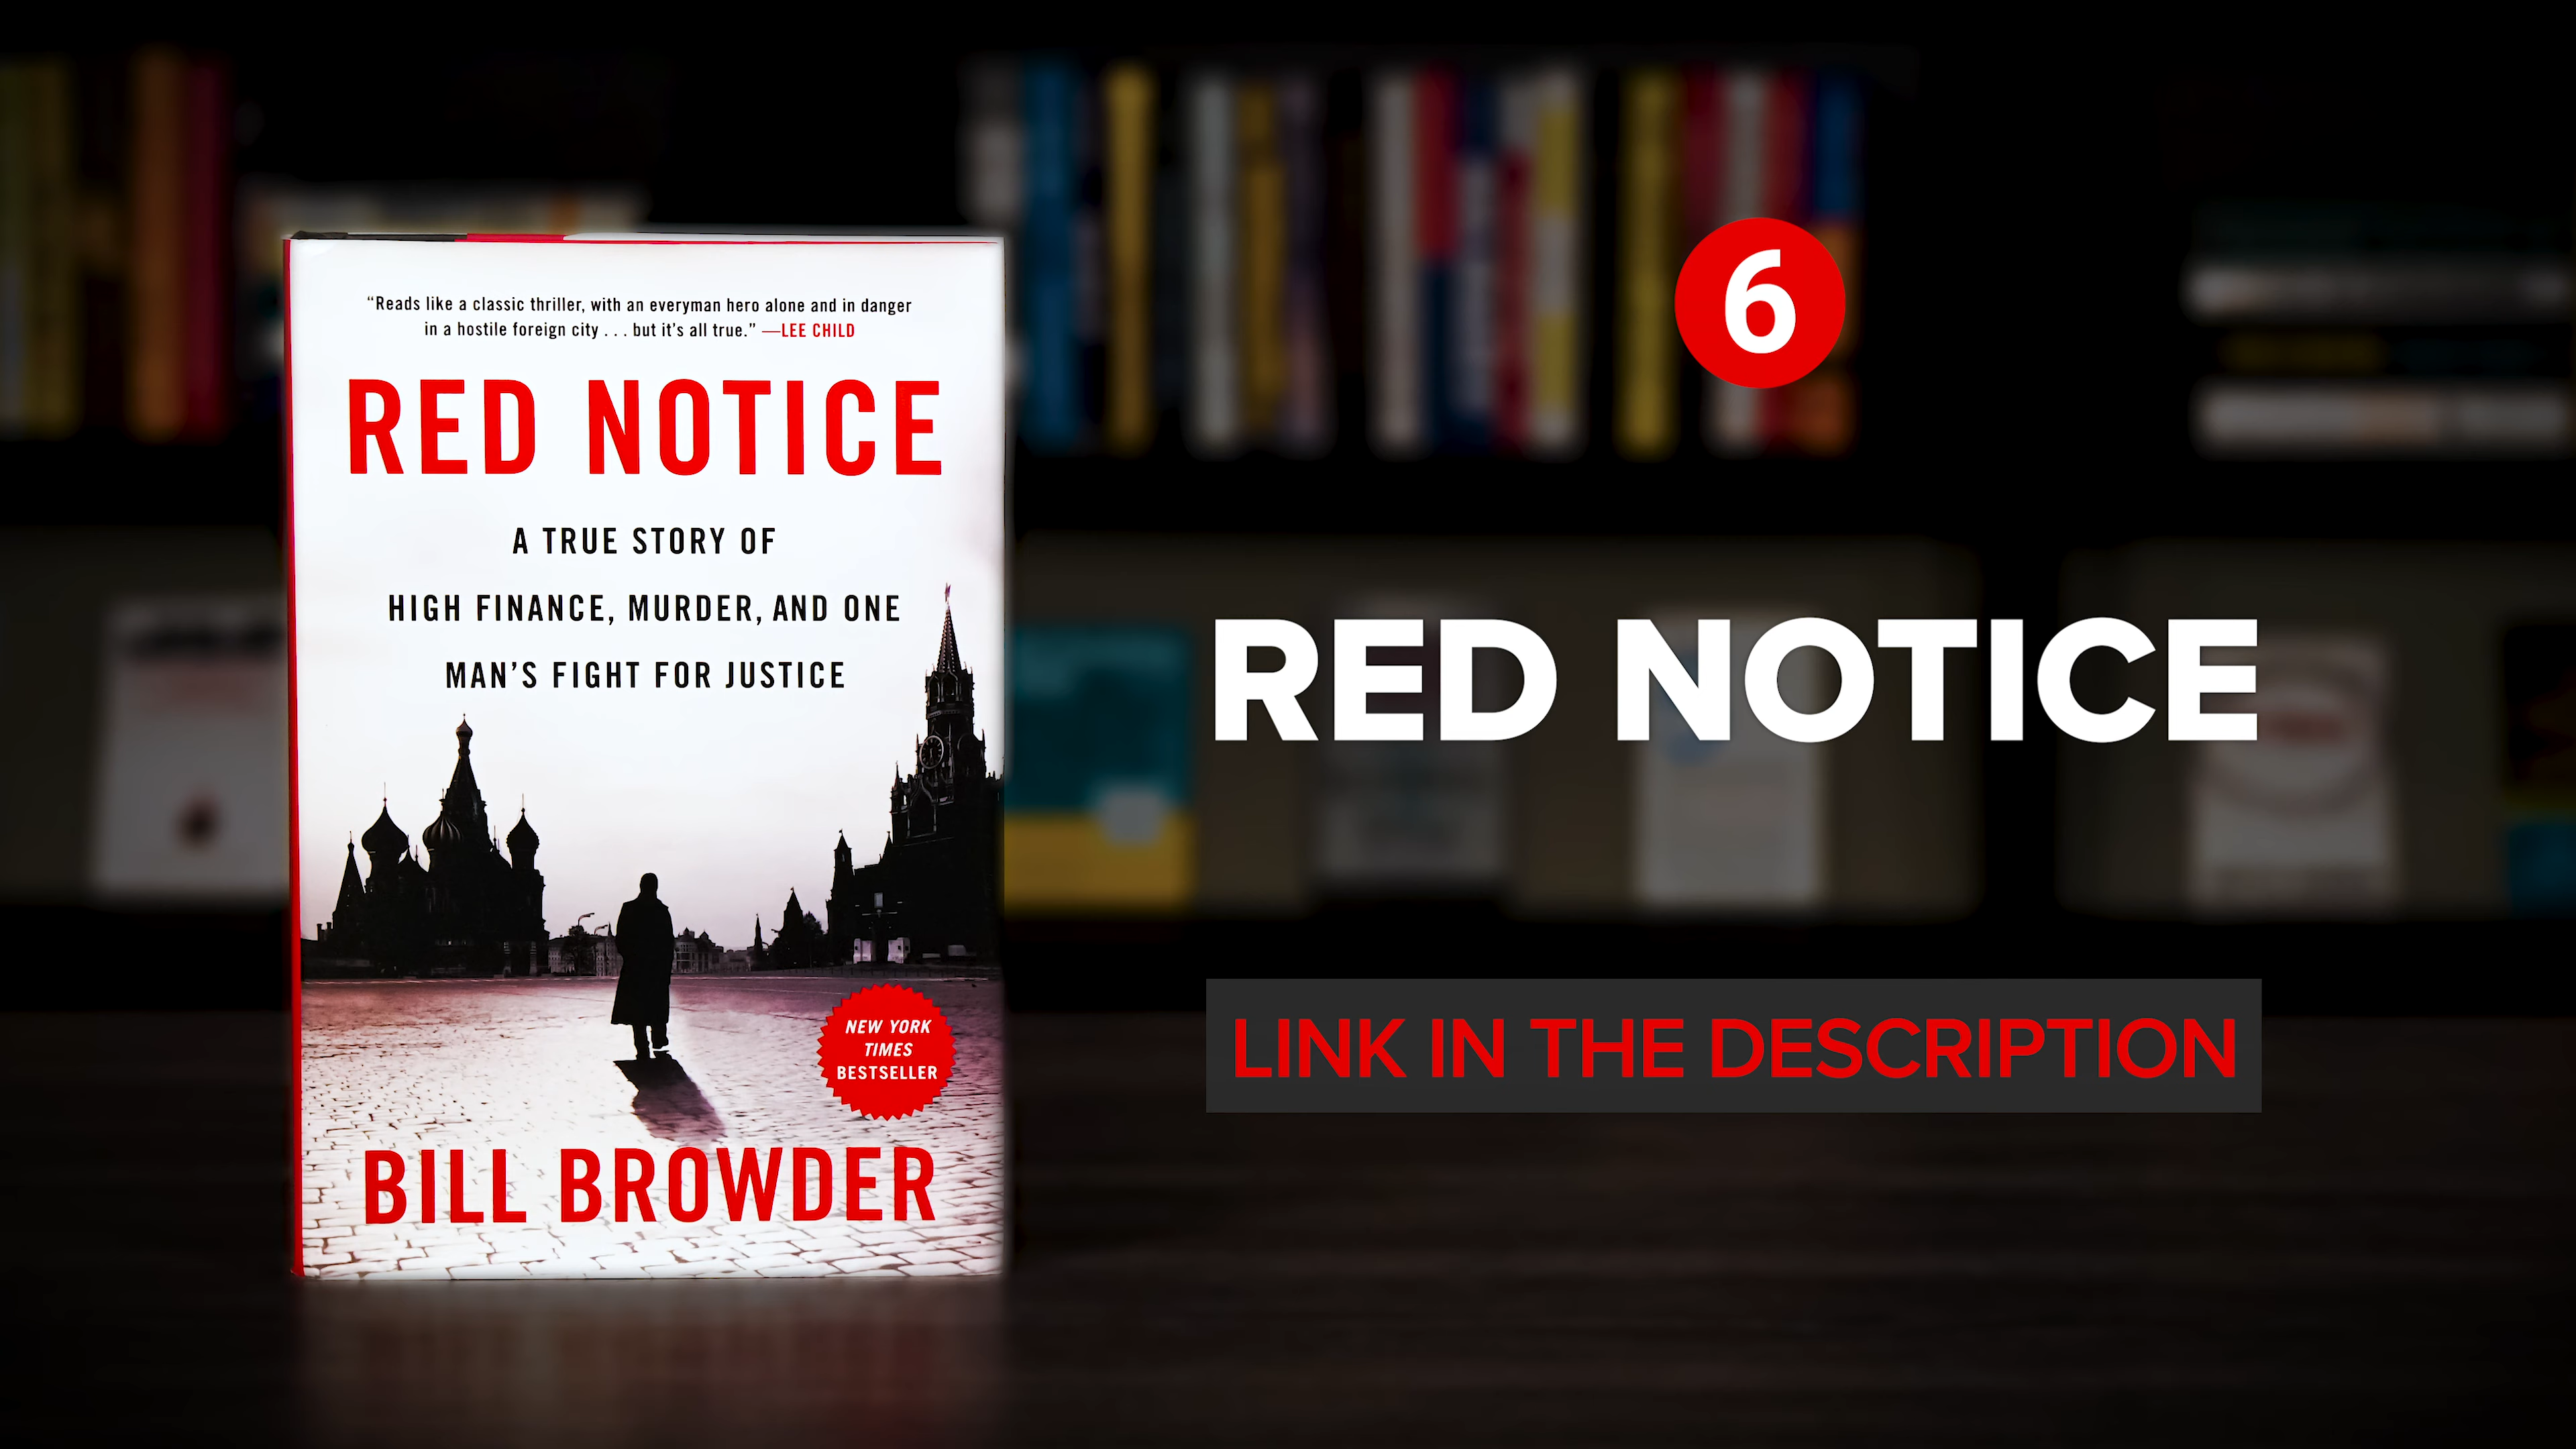 “Reads like a classic thriller, with an everyman hero alone and in danger
in a hostile foreign city . . . but it’s all true.” —LEE CHILD
RED NOTICE
A TRUE STORY OF
HIGH FINANCE, MURDER, AND ONE
MAN’S FIGHT FOR JUSTICE
NEW YORK
TIMES
BESTSELLER
BILL BROWDER
6
RED NOTICE
LINK IN THE DESCRIPTION